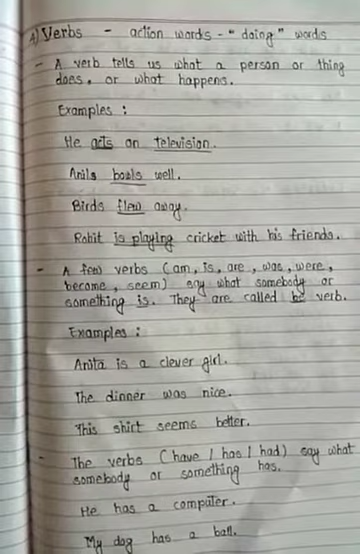 A) Verbs - action words - "doing" words
- A verb tells us what a person or thing
does, or what happens.
Examples :
He acts on television.
Anils bowls well.
Birds flew away.
Rohit is playing cricket with his friends.
- A few verbs (am, is, are, was, were,
become, seem) say what somebody or
something is. They are called be verb.
Examples :
Anita is a clever girl.
The dinner was nice.
This shirt seems better.
- The verbs (have / has / had) say what
somebody or something has.
He has a computer.
My dog has a ball.